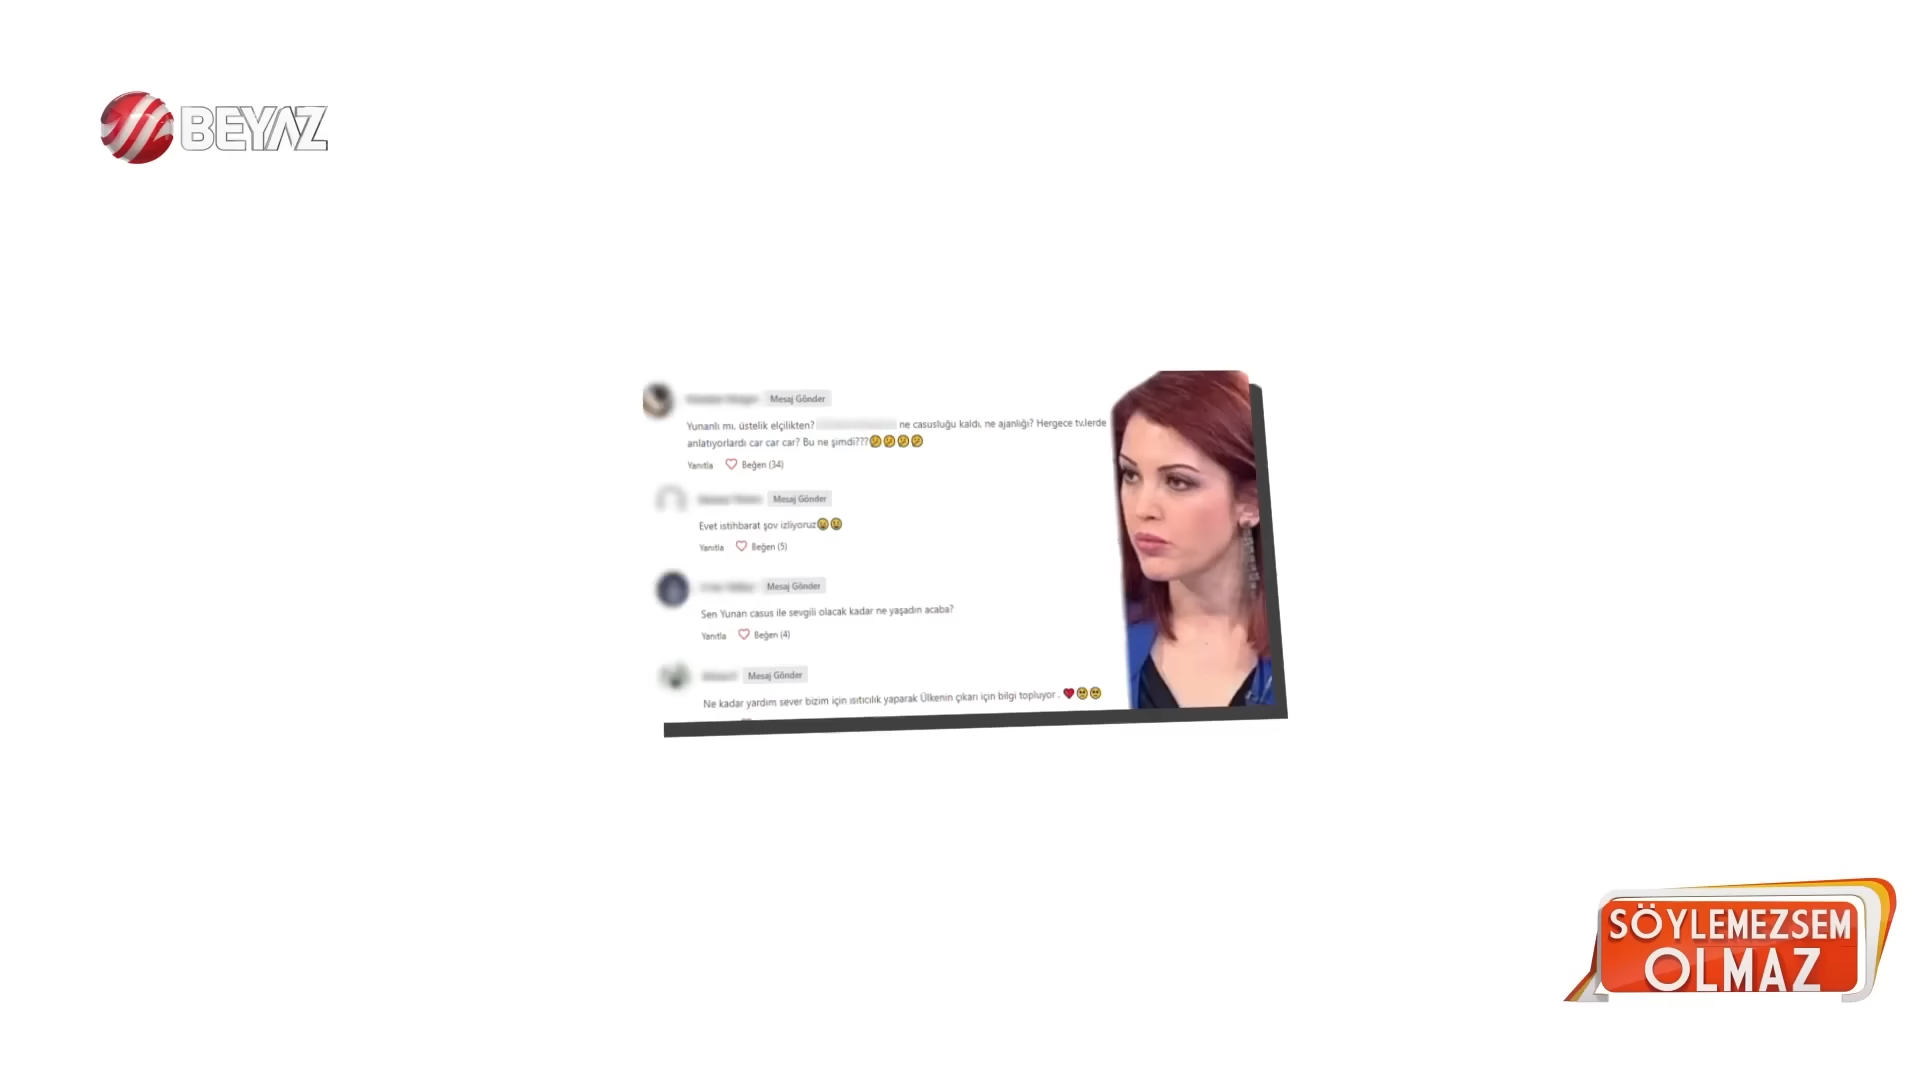 BEYAZ
Mesaj Gönder
Yunanlı mı, üstelik elçilikten? ne casusluğu kaldı, ne ajanlığı? Hergece tv.lerde
anlatıyorlardı car car car? Bu ne şimdi???
Yanıtla Beğen (34)
Mesaj Gönder
Evet istihbarat şov izliyoruz
Yanıtla Beğen (5)
Mesaj Gönder
Sen Yunan casus ile sevgili olacak kadar ne yaşadın acaba?
Yanıtla Beğen (4)
Mesaj Gönder
Ne kadar yardım sever bizim için ısıtıcılık yaparak Ülkenin çıkarı için bilgi topluyor .
SÖYLEMEZSEM
OLMAZ